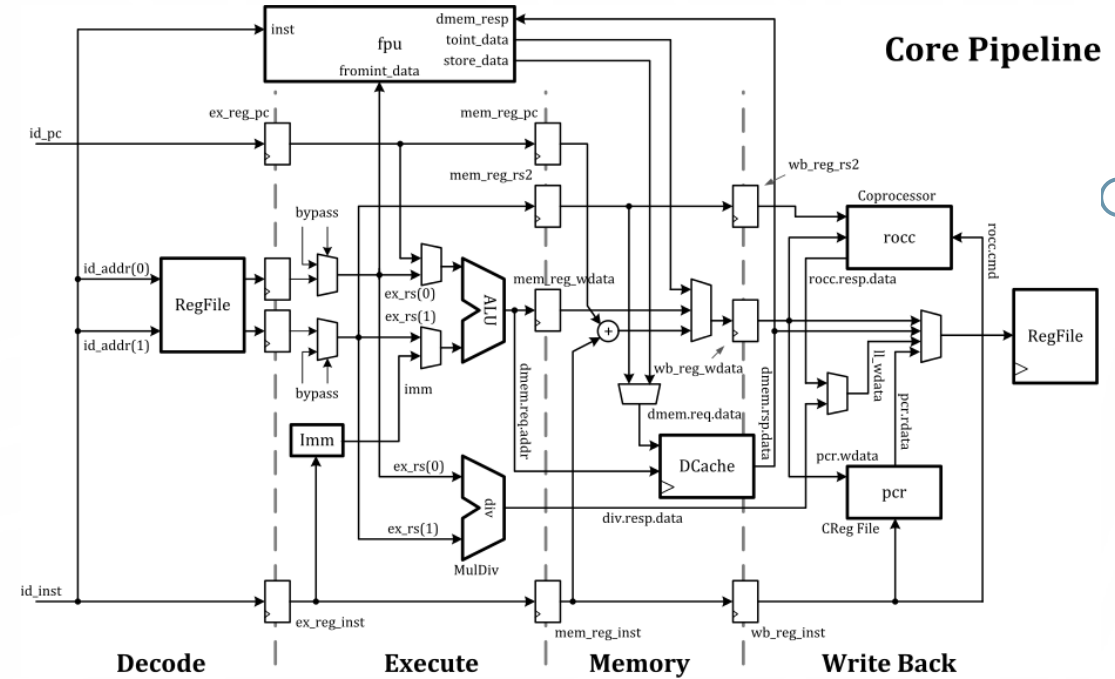 Core Pipeline
inst
fpu
dmem_resp
toint_data
store_data
fromint_data
id_pc
ex_reg_pc
mem_reg_pc
mem_reg_rs2
wb_reg_rs2
bypass
Coprocessor
rocc
rocc.cmd
rocc.resp.data
id_addr(0)
RegFile
id_addr(1)
ex_rs(0)
ex_rs(1)
ALU
mem_reg_wdata
+
wb_reg_wdata
RegFile
bypass
imm
Imm
dmem.req.addr
dmem.req.data
dmem.rsp.data
DCache
ll_wdata
pcr.rdata
pcr.wdata
pcr
CReg File
ex_rs(0)
div
ex_rs(1)
MulDiv
div.resp.data
id_inst
ex_reg_inst
mem_reg_inst
wb_reg_inst
Decode
Execute
Memory
Write Back